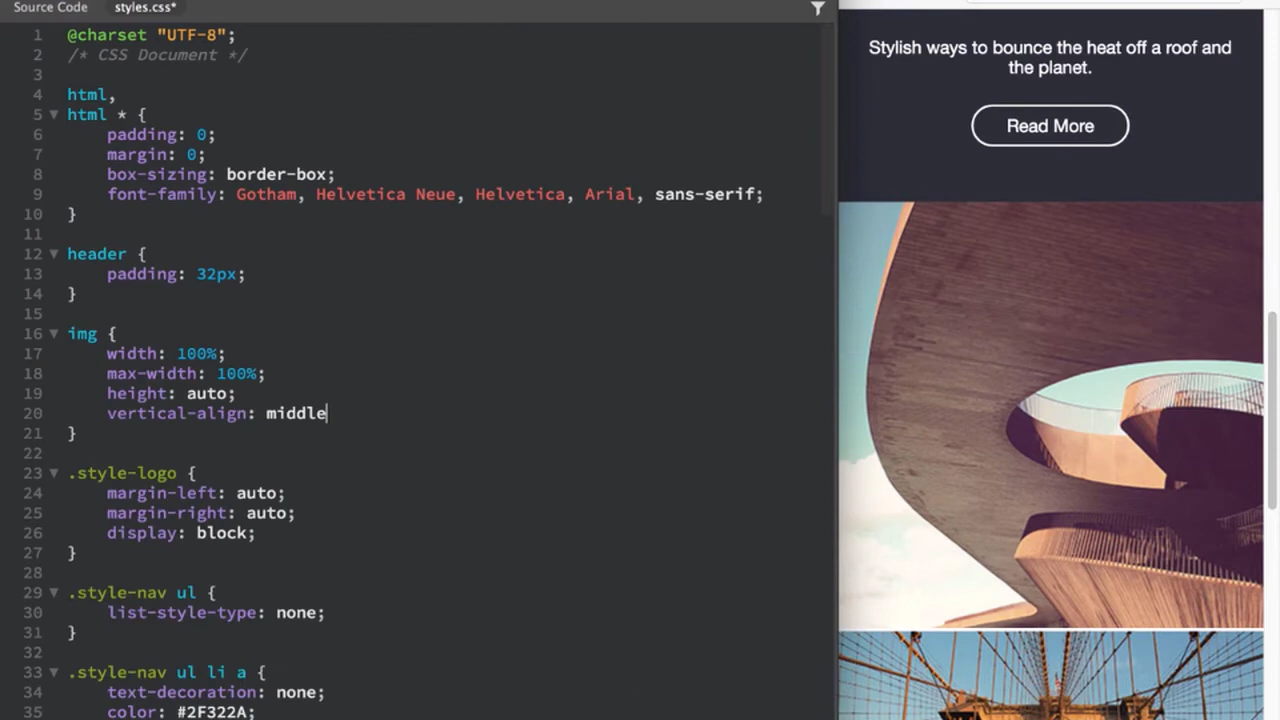 Source Code styles.css*
1 @charset "UTF-8";
2 /* CSS Document */
3
4 html,
5 html * {
6 padding: 0;
7 margin: 0;
8 box-sizing: border-box;
9 font-family: Gotham, Helvetica Neue, Helvetica, Arial, sans-serif;
10 }
11
12 header {
13 padding: 32px;
14 }
15
16 img {
17 width: 100%;
18 max-width: 100%;
19 height: auto;
20 vertical-align: middle
21 }
22
23 .style-logo {
24 margin-left: auto;
25 margin-right: auto;
26 display: block;
27 }
28
29 .style-nav ul {
30 list-style-type: none;
31 }
32
33 .style-nav ul li a {
34 text-decoration: none;
35 color: #2F322A;
Stylish ways to bounce the heat off a roof and
the planet.
Read More